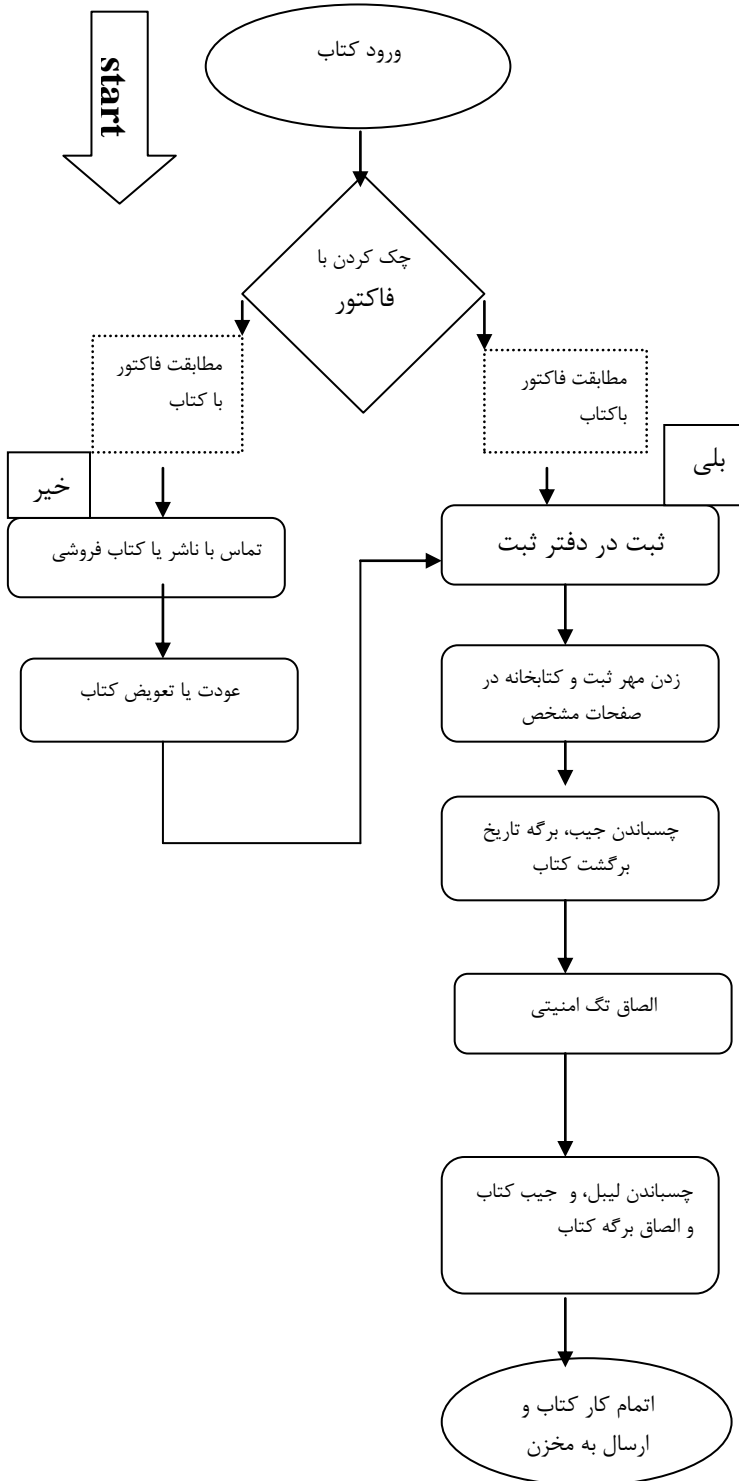 start
ورود کتاب
چک کردن با
فاکتور
مطابقت فاکتور
باکتاب
بلی
مطابقت فاکتور
با کتاب
خیر
ثبت در دفتر ثبت
تماس با ناشر یا کتاب فروشی
عودت یا تعویض کتاب
زدن مهر ثبت و کتابخانه در
صفحات مشخص
چسباندن جیب، برگه تاریخ
برگشت کتاب
الصاق تگ امنیتی
چسباندن لیبل، و جیب کتاب
و الصاق برگه کتاب
اتمام کار کتاب و
ارسال به مخزن